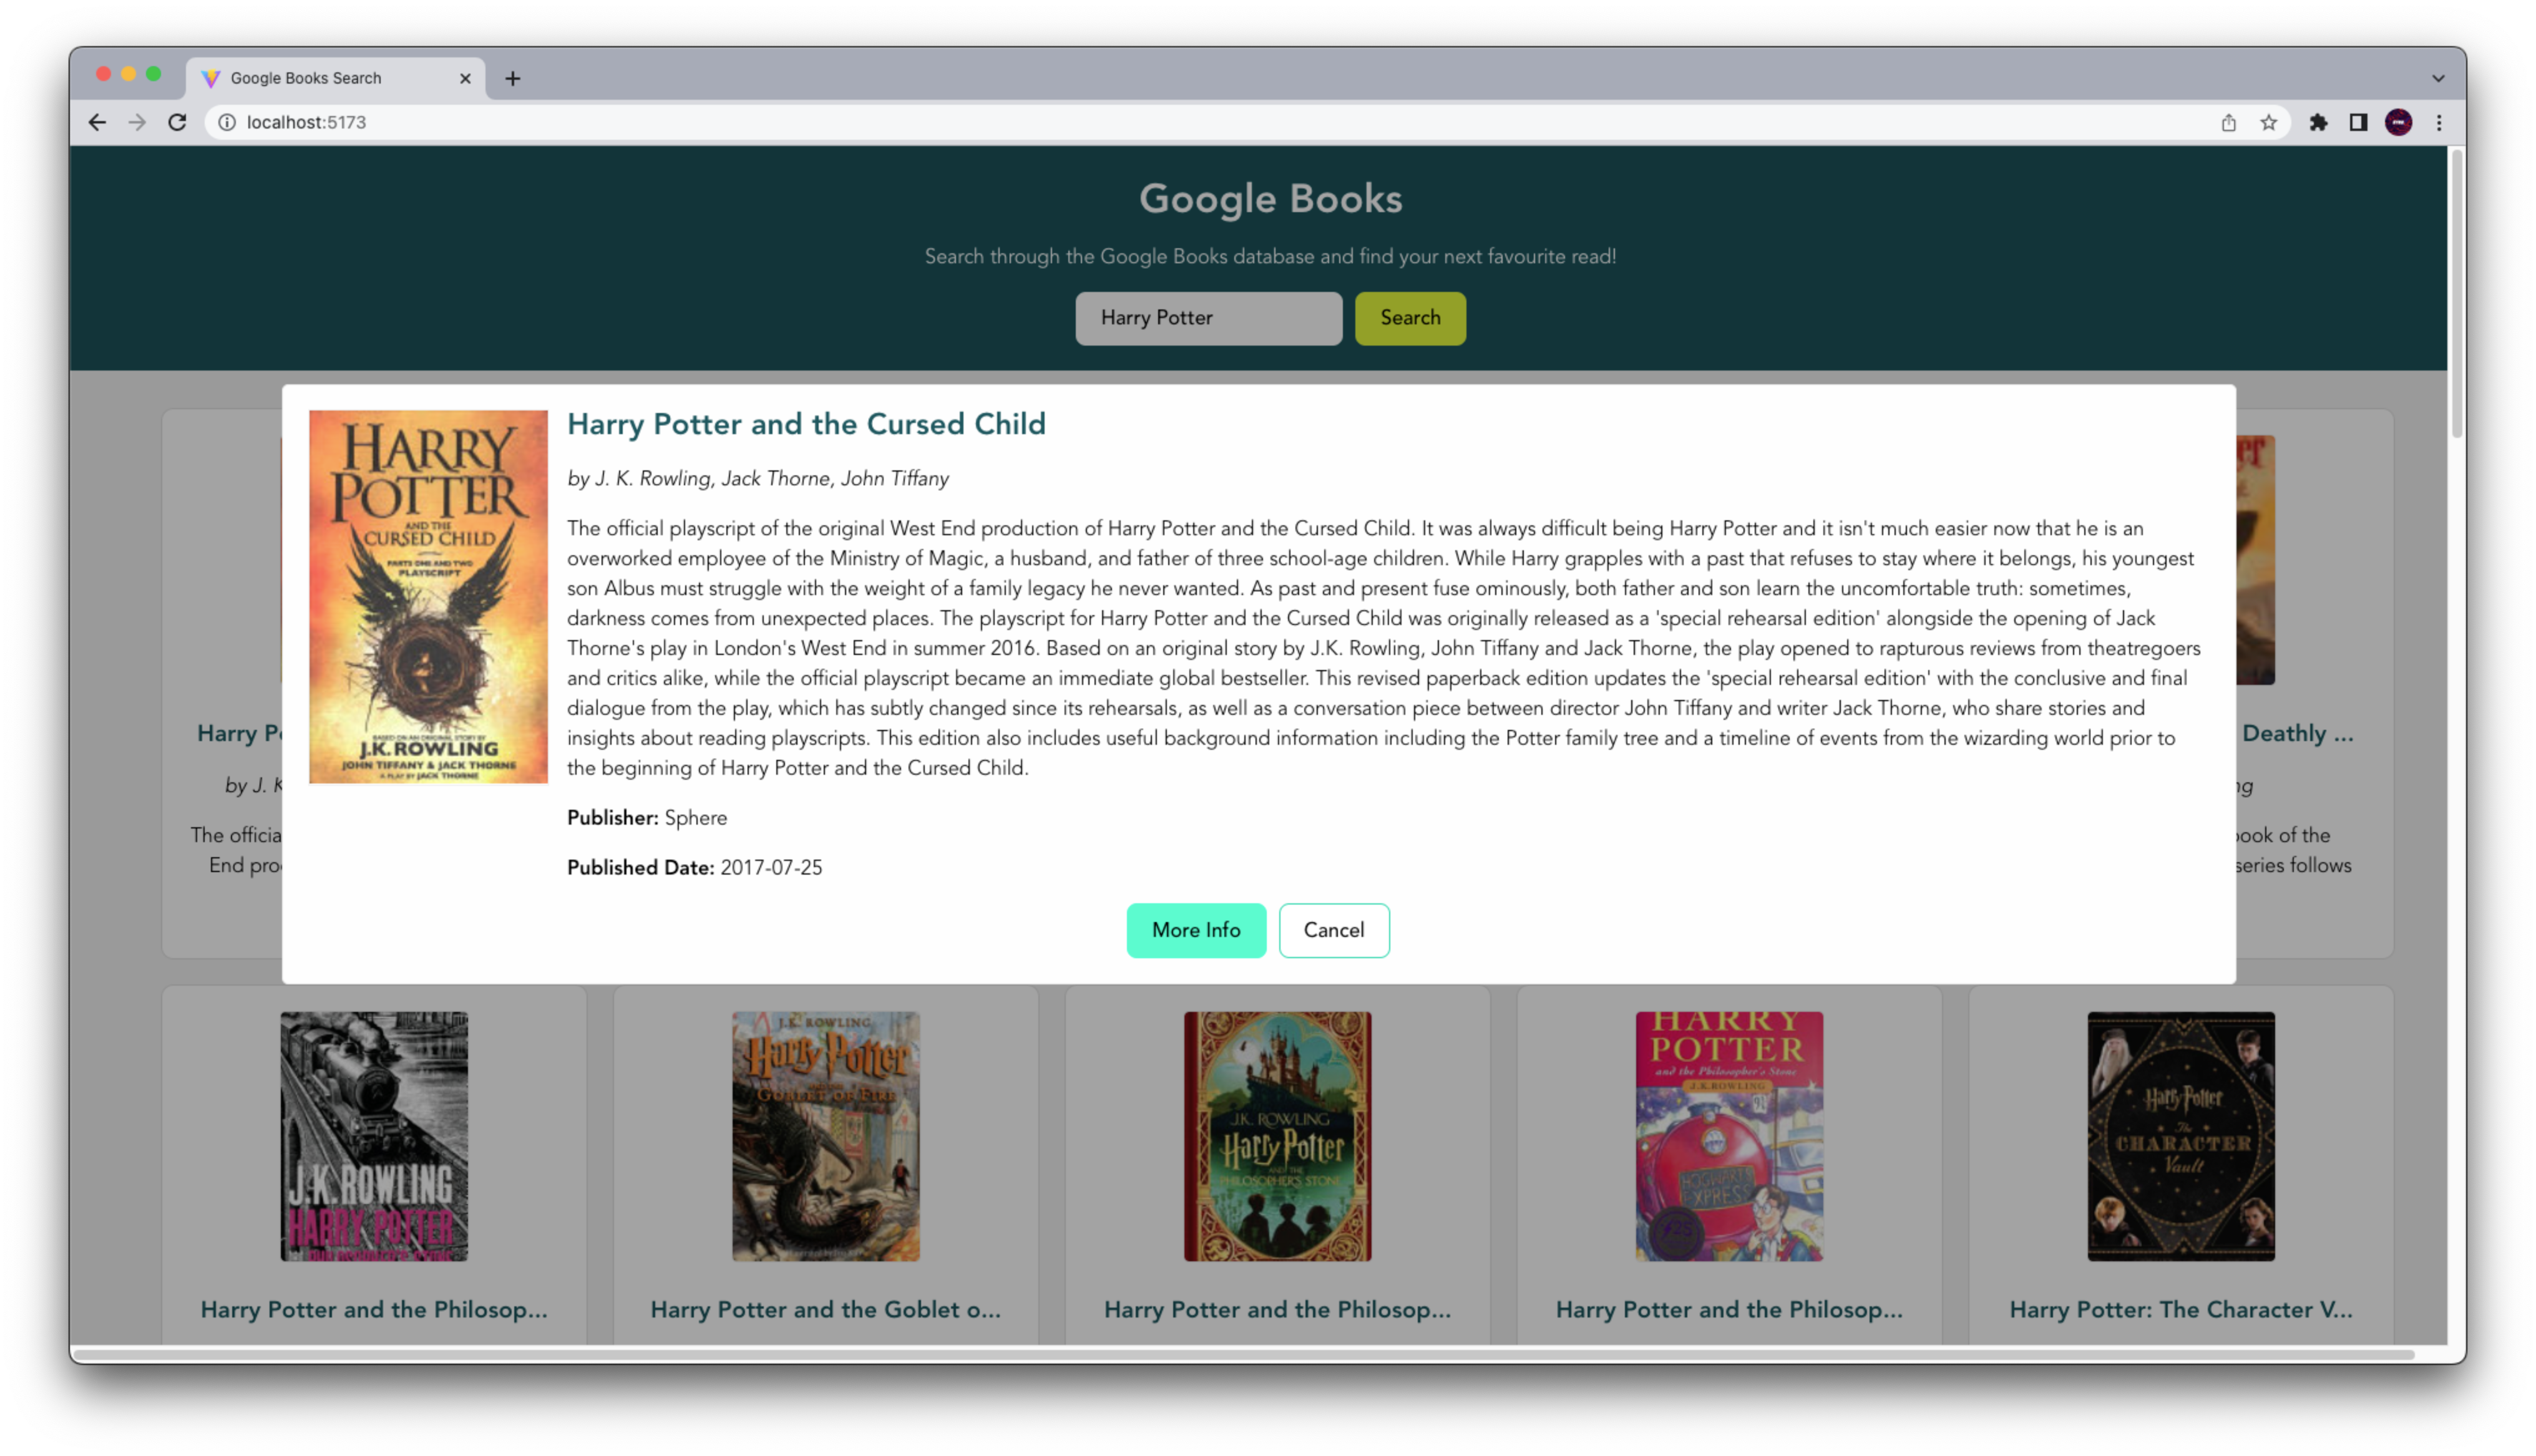 Google Books Search
localhost:5173
Google Books
Search through the Google Books database and find your next favourite read!
Harry Potter
Search
HARRY
POTTER
AND THE
CURSED CHILD
PARTS ONE AND TWO
PLAYSCRIPT
BASED ON AN ORIGINAL STORY BY
J.K. ROWLING
JOHN TIFFANY & JACK THORNE
A PLAY BY JACK THORNE
Harry Potter and the Cursed Child
by J. K. Rowling, Jack Thorne, John Tiffany
The official playscript of the original West End production of Harry Potter and the Cursed Child. It was always difficult being Harry Potter and it isn't much easier now that he is an
overworked employee of the Ministry of Magic, a husband, and father of three school-age children. While Harry grapples with a past that refuses to stay where it belongs, his youngest
son Albus must struggle with the weight of a family legacy he never wanted. As past and present fuse ominously, both father and son learn the uncomfortable truth: sometimes,
darkness comes from unexpected places. The playscript for Harry Potter and the Cursed Child was originally released as a 'special rehearsal edition' alongside the opening of Jack
Thorne's play in London's West End in summer 2016. Based on an original story by J.K. Rowling, John Tiffany and Jack Thorne, the play opened to rapturous reviews from theatregoers
and critics alike, while the official playscript became an immediate global bestseller. This revised paperback edition updates the 'special rehearsal edition' with the conclusive and final
dialogue from the play, which has subtly changed since its rehearsals, as well as a conversation piece between director John Tiffany and writer Jack Thorne, who share stories and
insights about reading playscripts. This edition also includes useful background information including the Potter family tree and a timeline of events from the wizarding world prior to
the beginning of Harry Potter and the Cursed Child.
Publisher: Sphere
Published Date: 2017-07-25
More Info
Cancel
Harry P
by J. K
The officia
End pro
Deathly ...
ng
book of the
series follows
J.K. ROWLING
HARRY POTTER
Harry Potter and the Philosop...
J.K. ROWLING
Harry Potter
AND THE
GOBLET OF FIRE
Harry Potter and the Goblet o...
J.K. ROWLING
Harry Potter
AND THE
PHILOSOPHER'S STONE
Harry Potter and the Philosop...
HARRY
POTTER
and the Philosopher's Stone
J.K.ROWLING
HOGWARTS
EXPRESS
25
Harry Potter and the Philosop...
Harry Potter
The
CHARACTER
Vault
Harry Potter: The Character V...